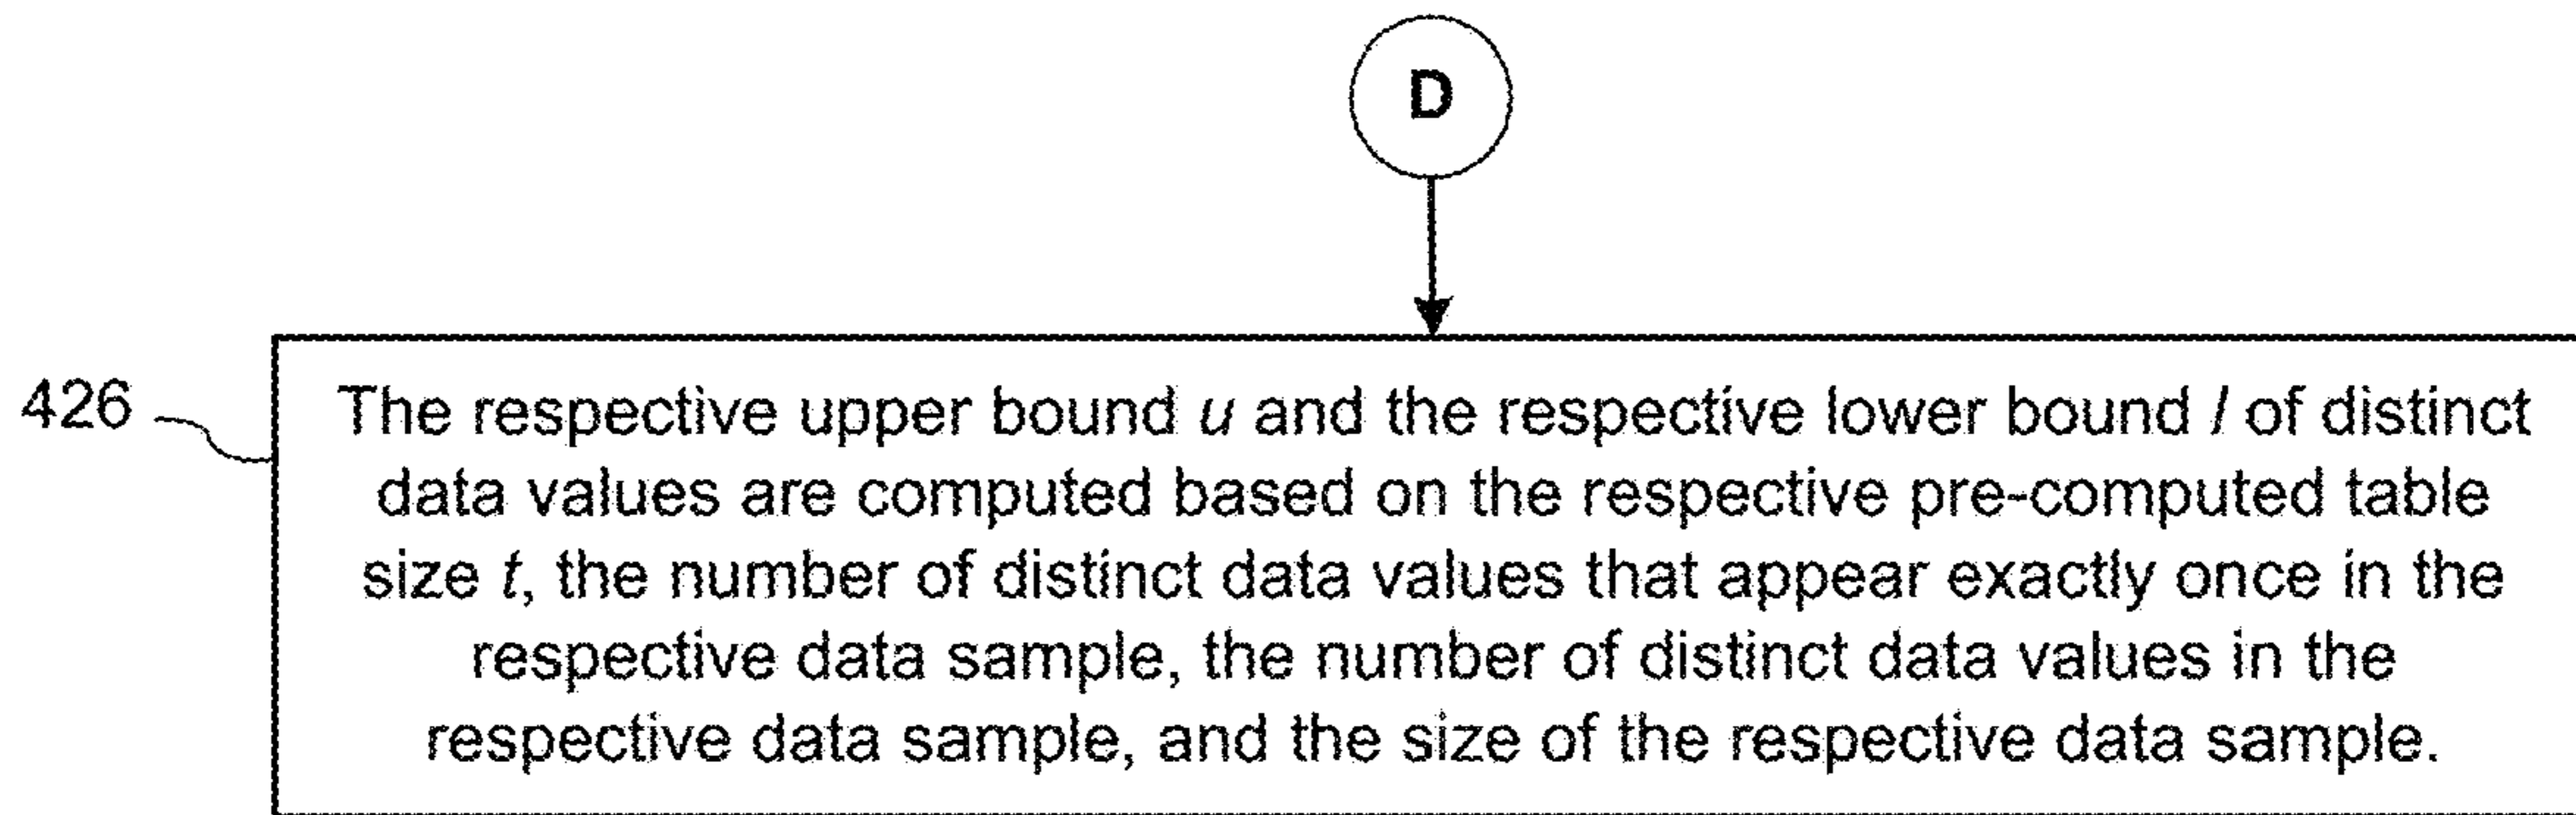 D
426
The respective upper bound u and the respective lower bound l of distinct
data values are computed based on the respective pre-computed table
size t, the number of distinct data values that appear exactly once in the
respective data sample, the number of distinct data values in the
respective data sample, and the size of the respective data sample.